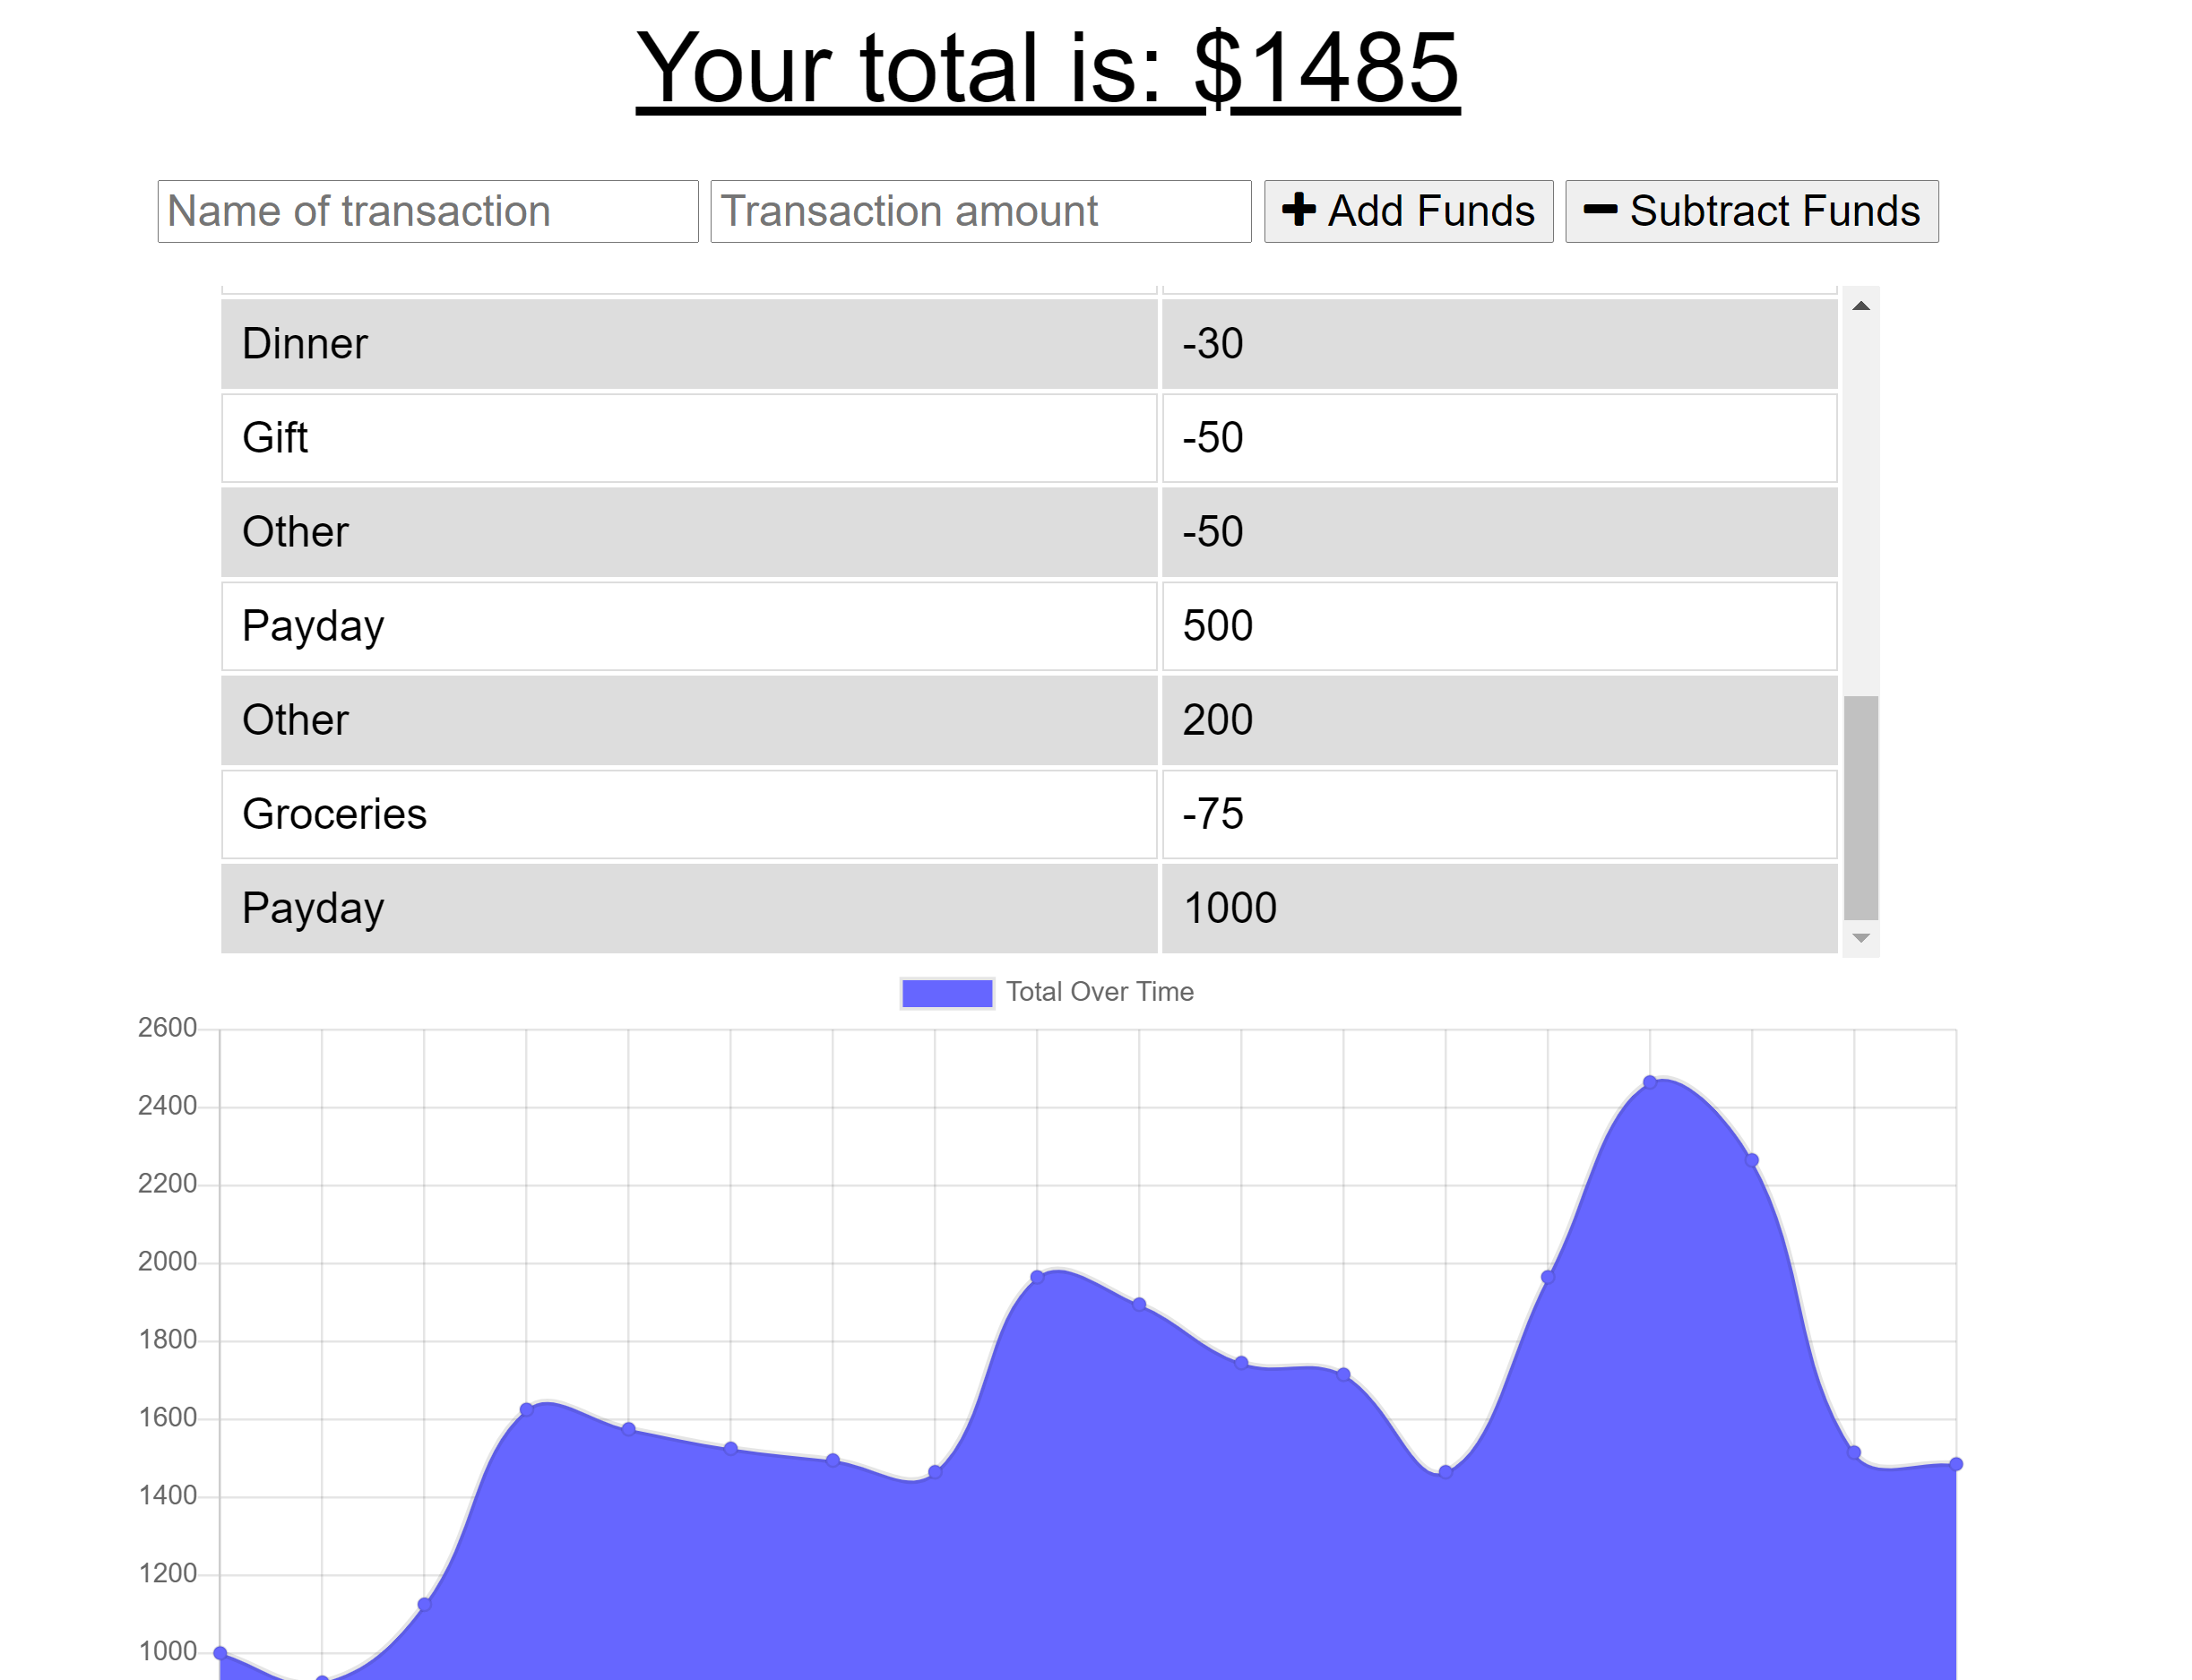 Your total is: $1485
Name of transaction Transaction amount Add Funds Subtract Funds
Dinner -30
Gift -50
Other -50
Payday 500
Other 200
Groceries -75
Payday 1000
Total Over Time
2600
2400
2200
2000
1800
1600
1400
1200
1000